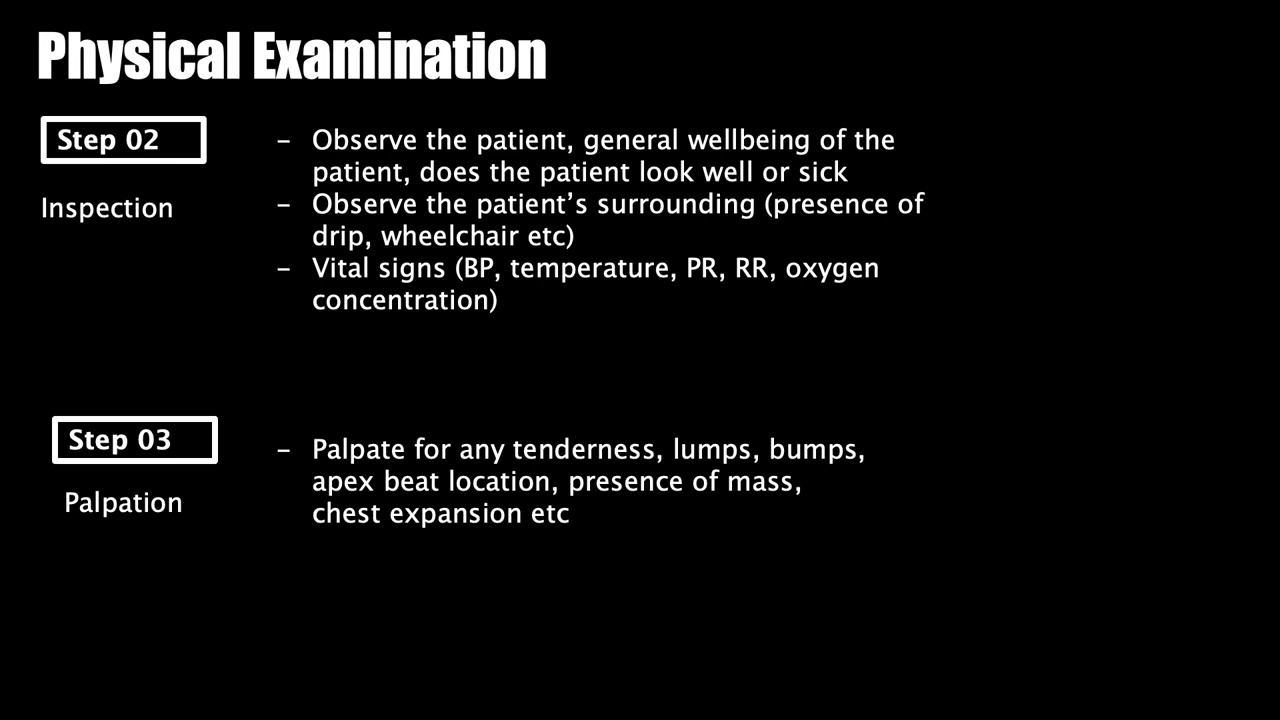 Physical Examination
Step 02
Inspection
– Observe the patient, general wellbeing of the
patient, does the patient look well or sick
– Observe the patient’s surrounding (presence of
drip, wheelchair etc)
– Vital signs (BP, temperature, PR, RR, oxygen
concentration)
Step 03
Palpation
– Palpate for any tenderness, lumps, bumps,
apex beat location, presence of mass,
chest expansion etc